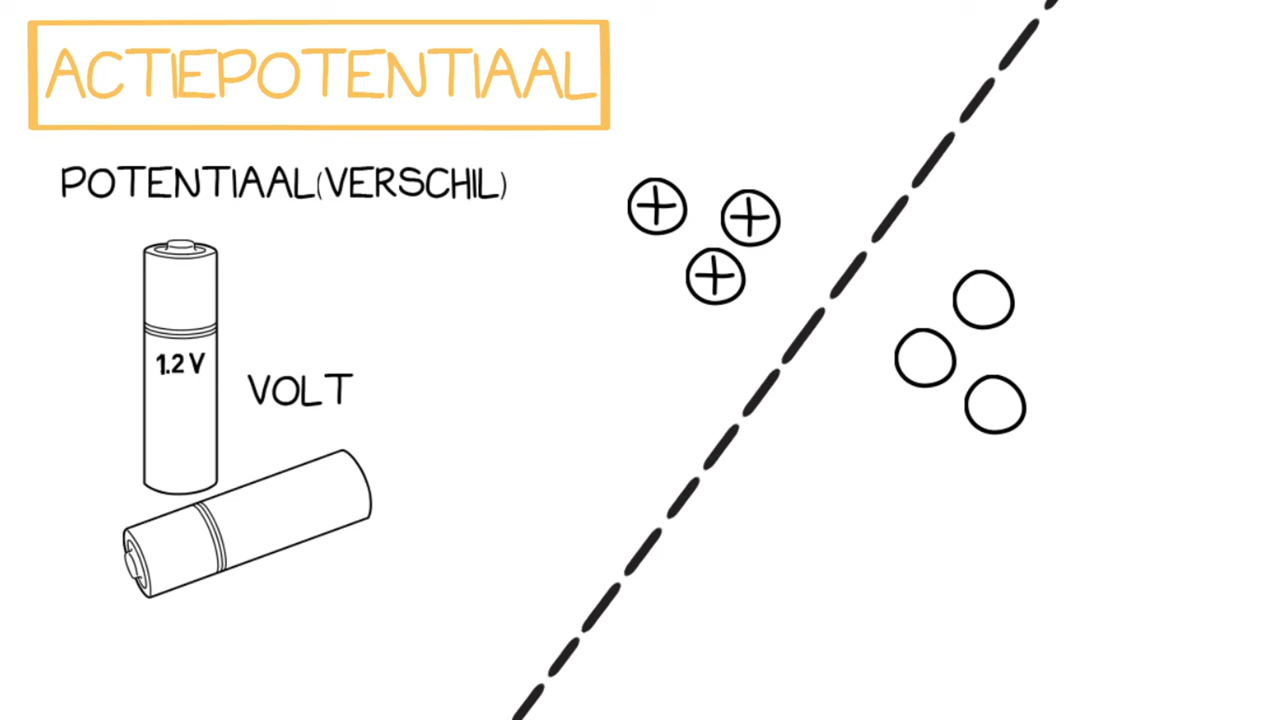 ACTIEPOTENTIAAL
POTENTIAAL(VERSCHIL)
1.2 V
VOLT
+
+
+